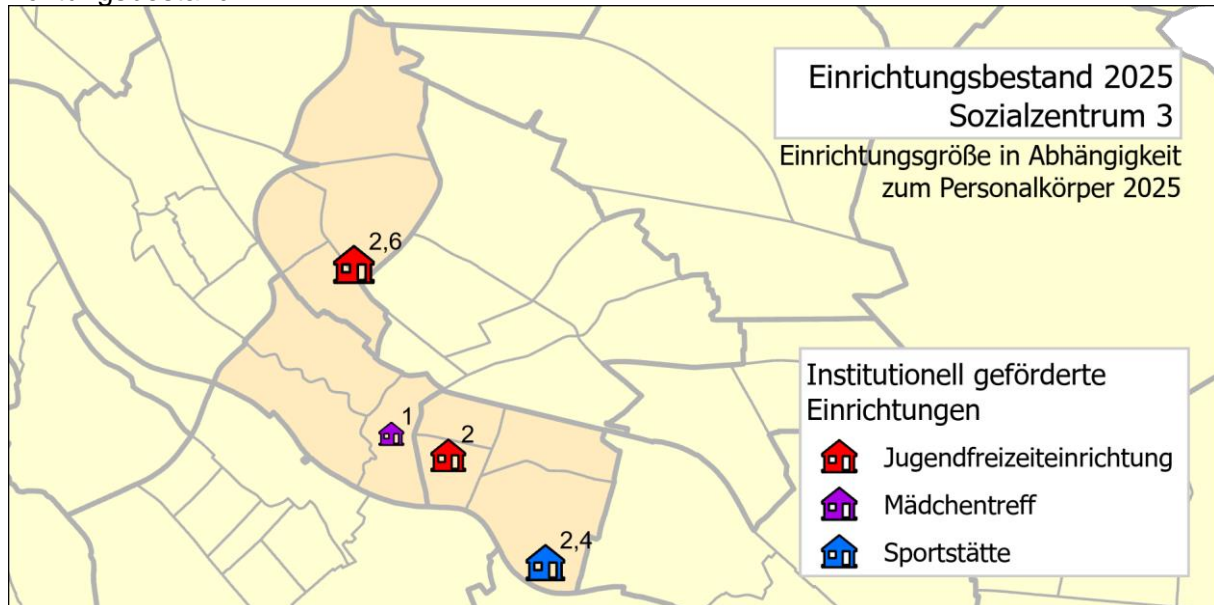 Einrichtungsbestand 2025
Sozialzentrum 3
Einrichtungsgröße in Abhängigkeit
zum Personalkörper 2025
2,6
1
2
2,4
Institutionell geförderte
Einrichtungen
Jugendfreizeiteinrichtung
Mädchentreff
Sportstätte